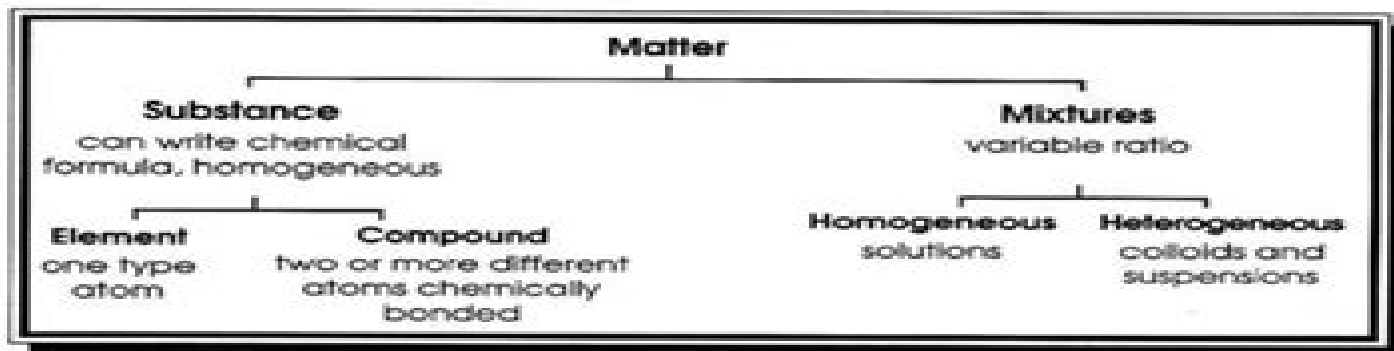 Matter
Substance
can write chemical
formula, homogeneous
Mixtures
variable ratio
Element
one type
atom
Compound
two or more different
atoms chemically
bonded
Homogeneous
solutions
Heterogeneous
colloids and
suspensions